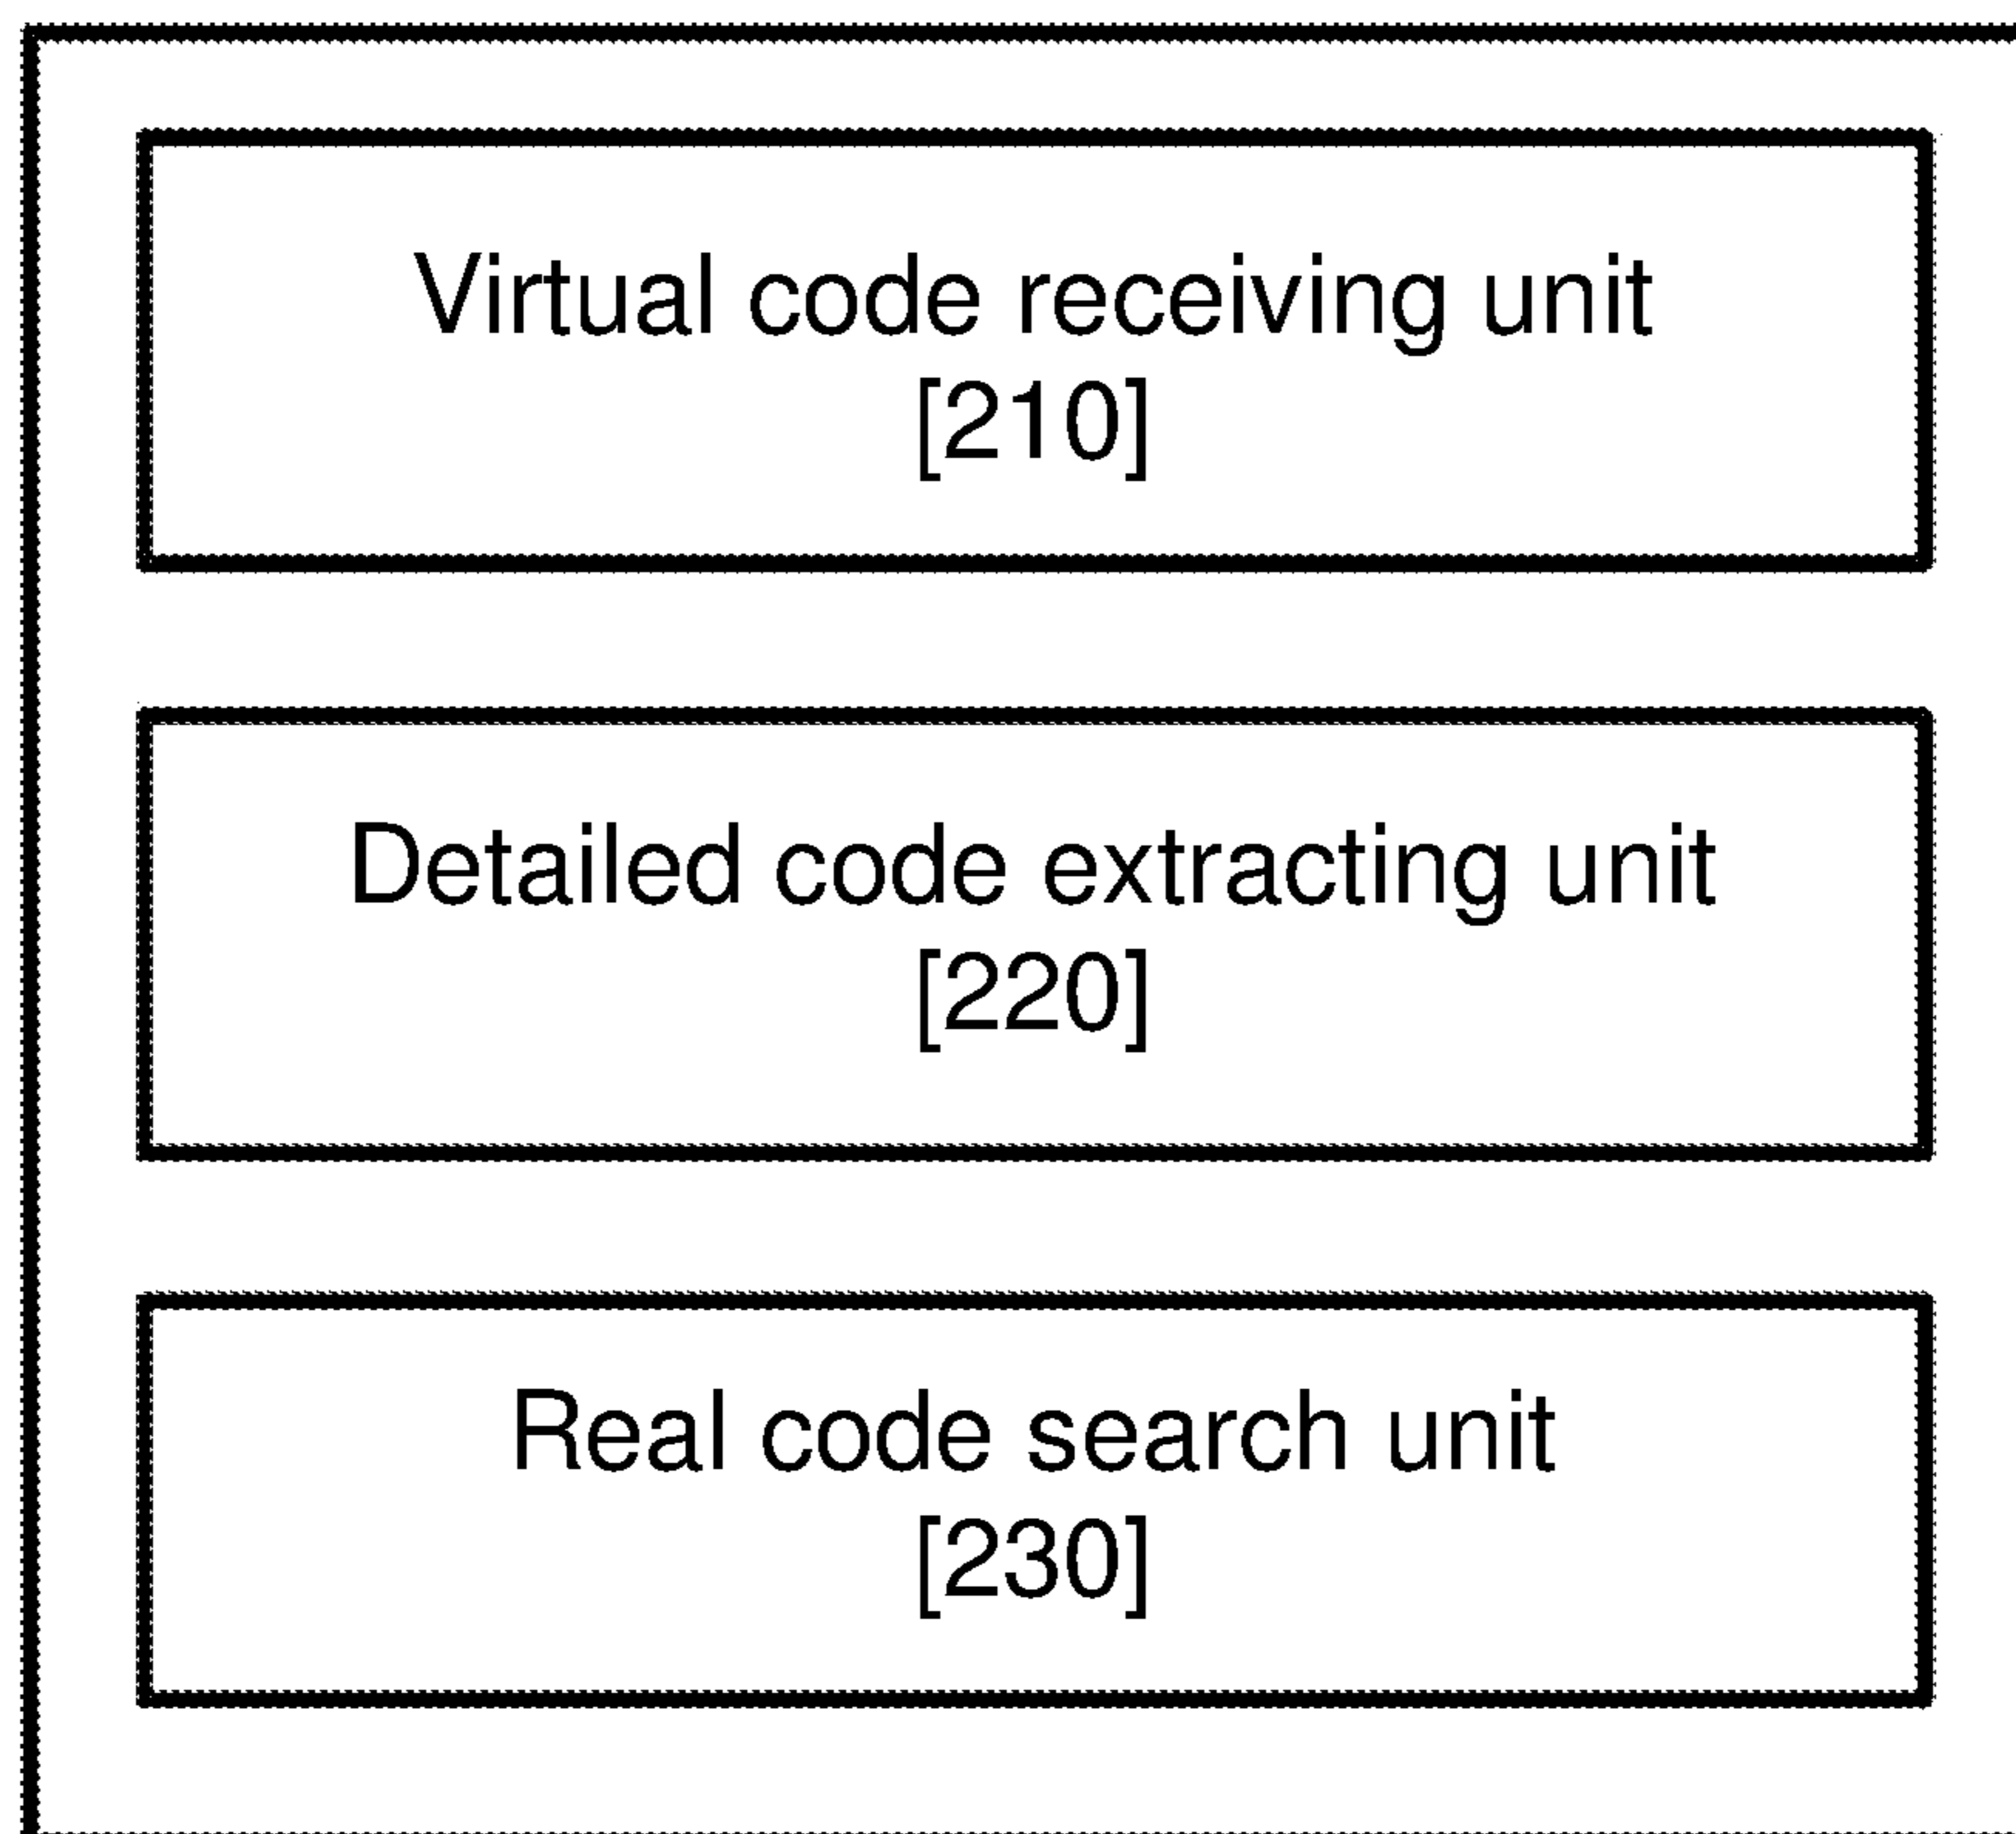 Virtual code receiving unit
[210]
Detailed code extracting unit
[220]
Real code search unit
[230]